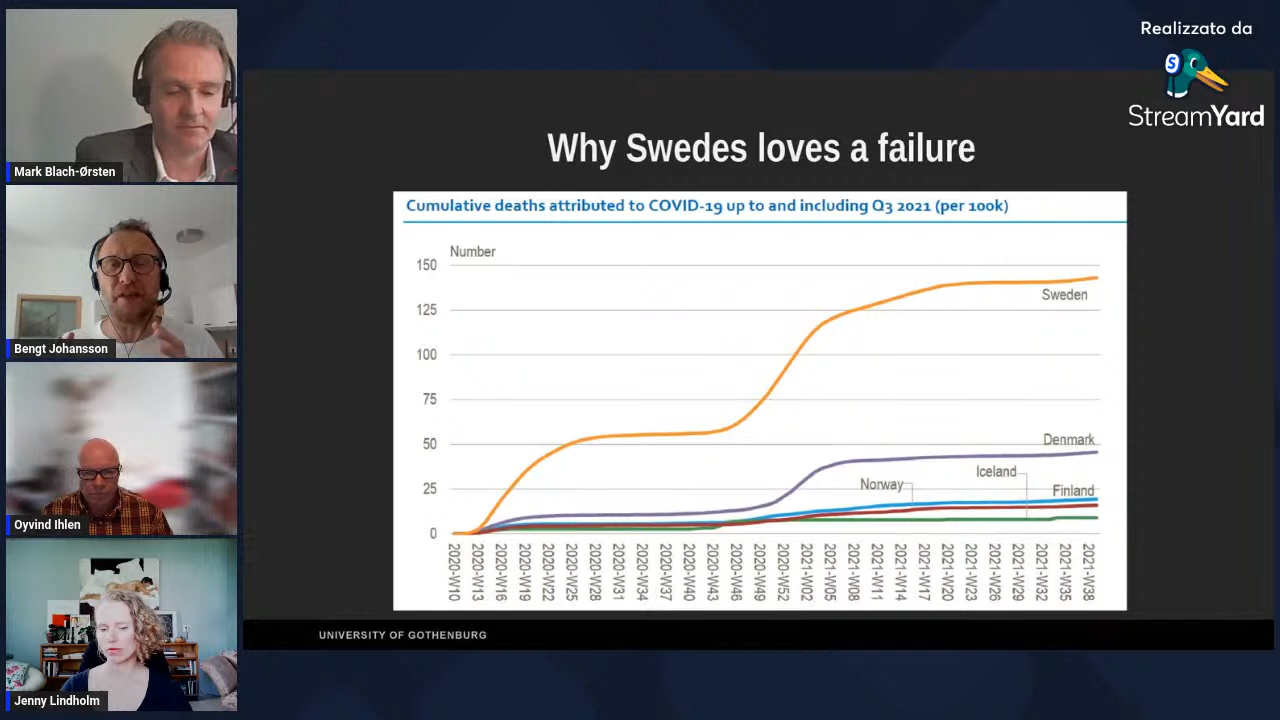 Realizzato da
StreamYard
Mark Blach-Ørsten
Bengt Johansson
Oyvind Ihlen
Jenny Lindholm
Why Swedes loves a failure
Cumulative deaths attributed to COVID-19 up to and including Q3 2021 (per 100k)
Number
150
125
100
75
50
25
0
Sweden
Denmark
Iceland
Norway
Finland
2020-W10
2020-W13
2020-W16
2020-W19
2020-W22
2020-W25
2020-W28
2020-W31
2020-W34
2020-W37
2020-W40
2020-W43
2020-W46
2020-W49
2020-W52
2021-W02
2021-W05
2021-W08
2021-W11
2021-W14
2021-W17
2021-W20
2021-W23
2021-W26
2021-W29
2021-W32
2021-W35
2021-W38
UNIVERSITY OF GOTHENBURG